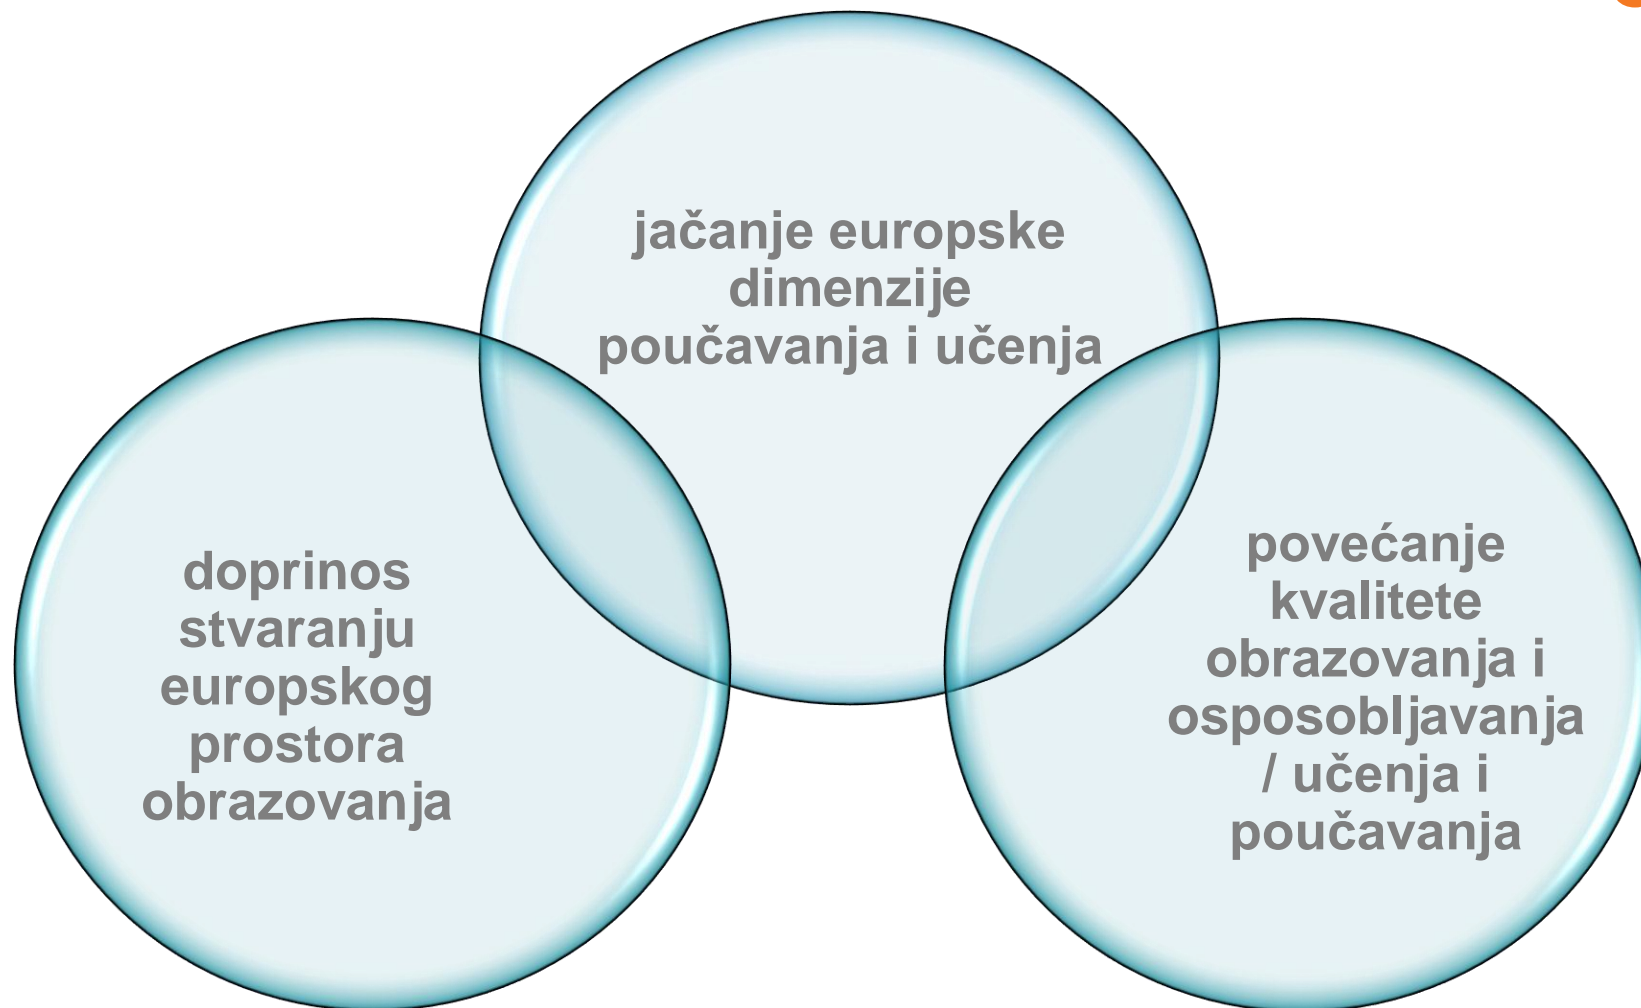 jačanje europske
dimenzije
poučavanja i učenja
doprinos
stvaranju
europskog
prostora
obrazovanja
povećanje
kvalitete
obrazovanja i
osposobljavanja
/ učenja i
poučavanja